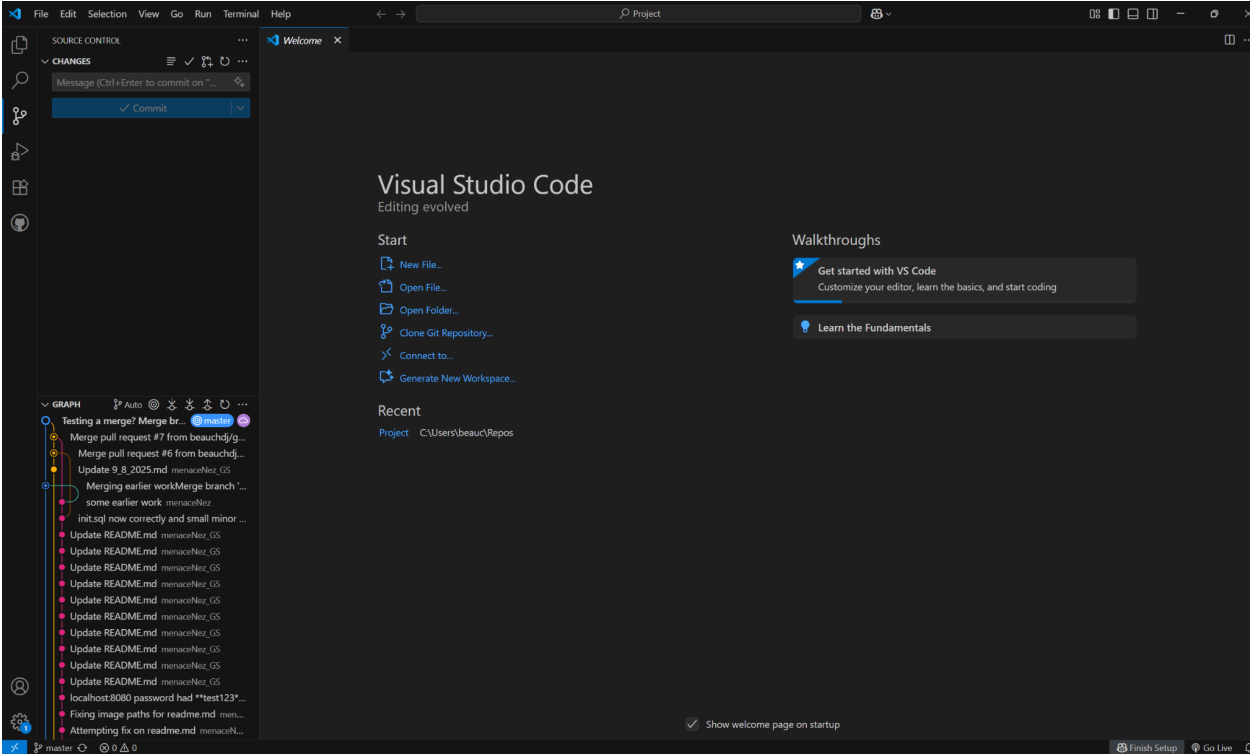 File Edit Selection View Go Run Terminal Help
Project
SOURCE CONTROL
CHANGES
Message (Ctrl+Enter to commit on "...
Commit
GRAPH
Auto
Testing a merge? Merge br... master
Merge pull request #7 from beauchdj/g...
Merge pull request #6 from beauchdj...
Update 9_8_2025.md menaceNez_GS
Merging earlier workMerge branch '...
some earlier work menaceNez
init.sql now correctly and small minor ...
Update README.md menaceNez_GS
Update README.md menaceNez_GS
Update README.md menaceNez_GS
Update README.md menaceNez_GS
Update README.md menaceNez_GS
Update README.md menaceNez_GS
Update README.md menaceNez_GS
Update README.md menaceNez_GS
Update README.md menaceNez_GS
Update README.md menaceNez_GS
localhost:8080 password had **test123*...
Fixing image paths for readme.md men...
Attempting fix on readme.md menaceN...
Welcome
Visual Studio Code
Editing evolved
Start
New File...
Open File...
Open Folder...
Clone Git Repository...
Connect to...
Generate New Workspace...
Recent
Project C:\Users\beauc\Repos
Walkthroughs
Get started with VS Code
Customize your editor, learn the basics, and start coding
Learn the Fundamentals
Show welcome page on startup
1
master 0 0
Finish Setup Go Live